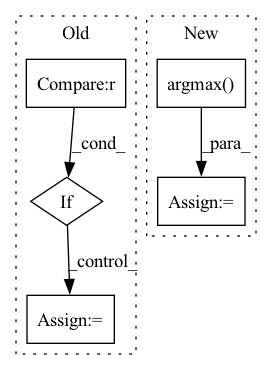 Old
New
Compare:r
argmax()
_cond_
_para_
If
Assign:=
_control_
Assign:=